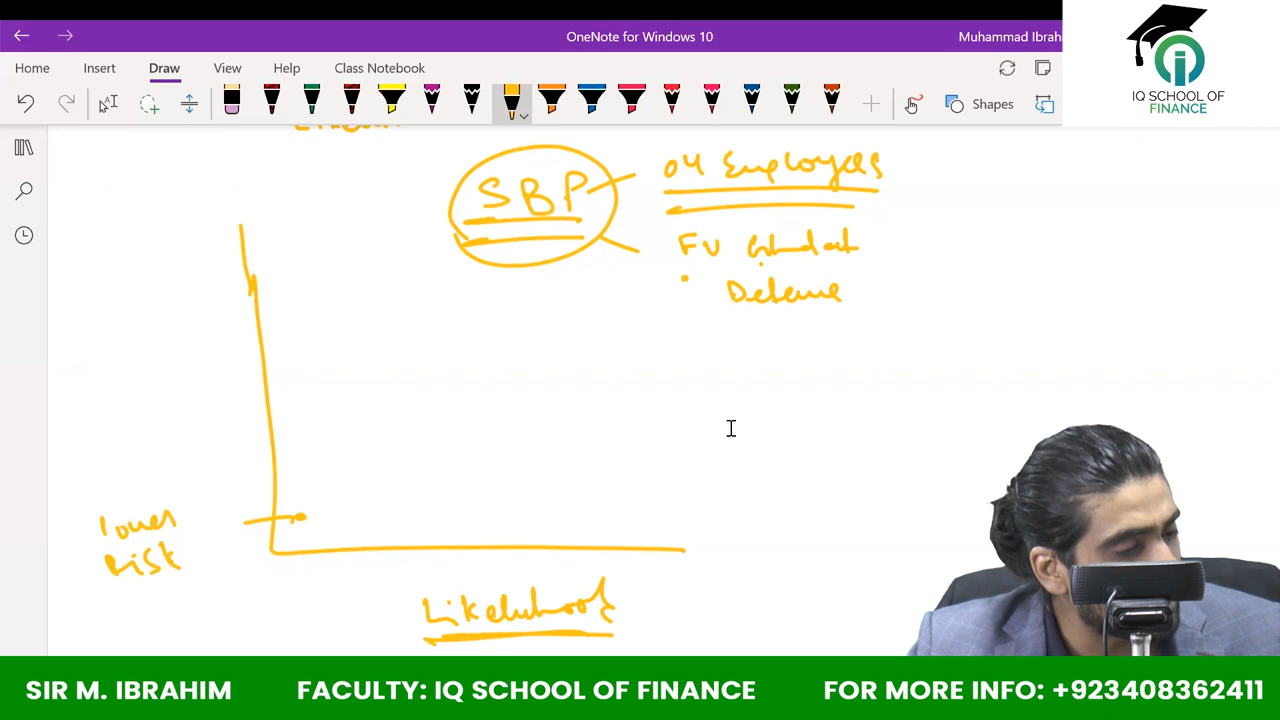 OneNote for Windows 10
Muhammad Ibrah
Home Insert Draw View Help Class Notebook
Shapes
IQ SCHOOL OF
FINANCE
SBP
04 Employees
FV
Likelihood
lower
Risk
SIR M. IBRAHIM FACULTY: IQ SCHOOL OF FINANCE FOR MORE INFO: +923408362411